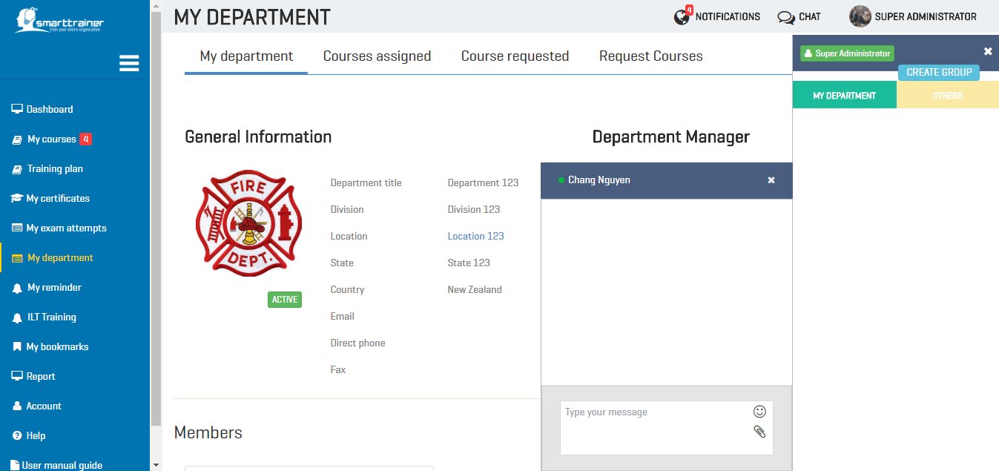 smarttrainer
train your entire organization
Dashboard
My courses 4
Training plan
My certificates
My exam attempts
My department
My reminder
ILT Training
My bookmarks
Report
Account
Help
User manual guide
MY DEPARTMENT
4 NOTIFICATIONS
CHAT
SUPER ADMINISTRATOR
My department
Courses assigned
Course requested
Request Courses
General Information
FIRE
DEPT.
ACTIVE
Department title Department 123
Division Division 123
Location Location 123
State State 123
Country New Zealand
Email
Direct phone
Fax
Members
Department Manager
Chang Nguyen
Type your message
Super Administrator
CREATE GROUP
MY DEPARTMENT
OTHERS